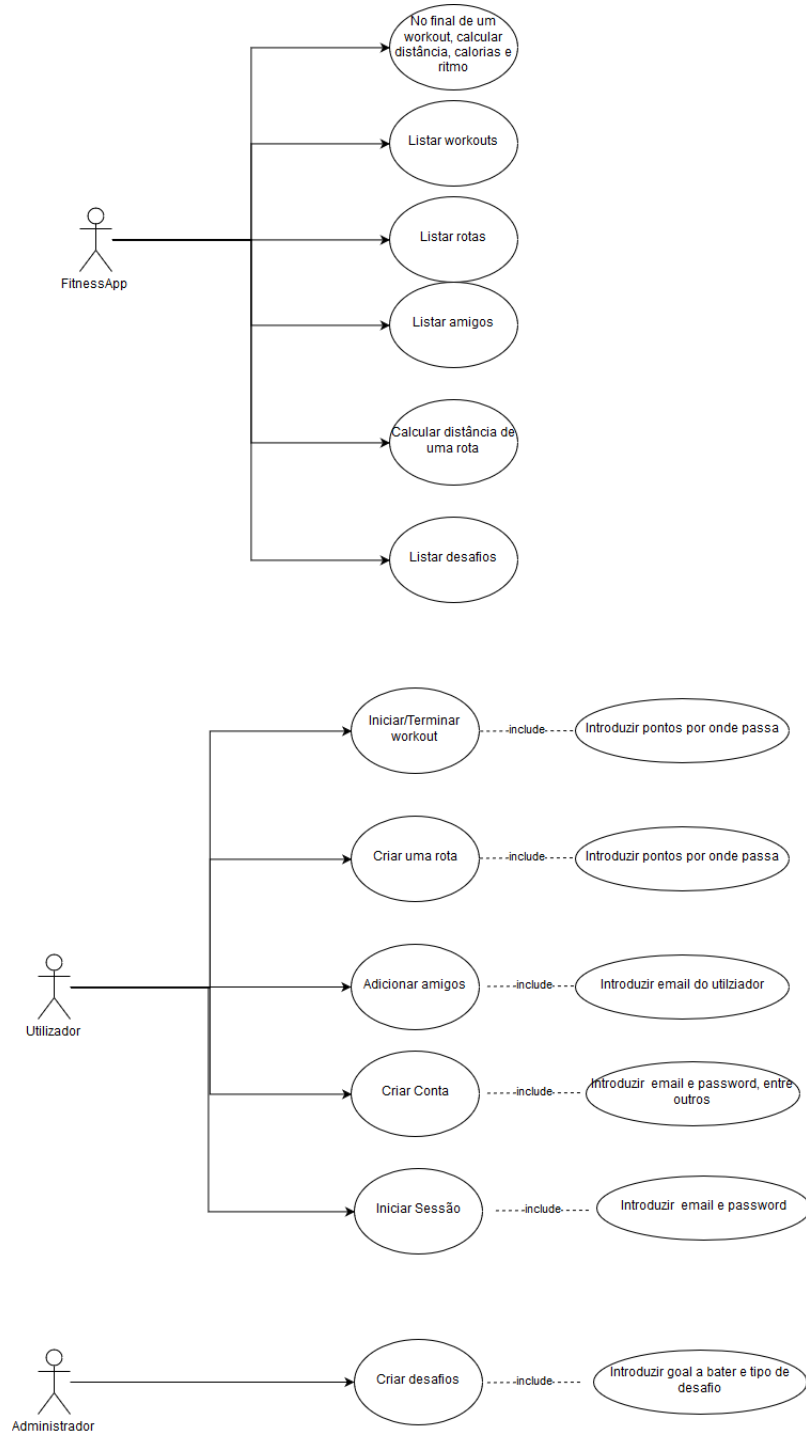 No final de um
workout, calcular
distância, calorias e
ritmo
Listar workouts
Listar rotas
FitnessApp
Listar amigos
Calcular distância de
uma rota
Listar desafios
Iniciar/Terminar
workout
include
Introduzir pontos por onde passa
Criar uma rota
include
Introduzir pontos por onde passa
Adicionar amigos
include
Introduzir email do utilziador
Utilizador
Criar Conta
include
Introduzir email e password, entre
outros
Iniciar Sessão
include
Introduzir email e password
Criar desafios
include
Introduzir goal a bater e tipo de
desafio
Administrador